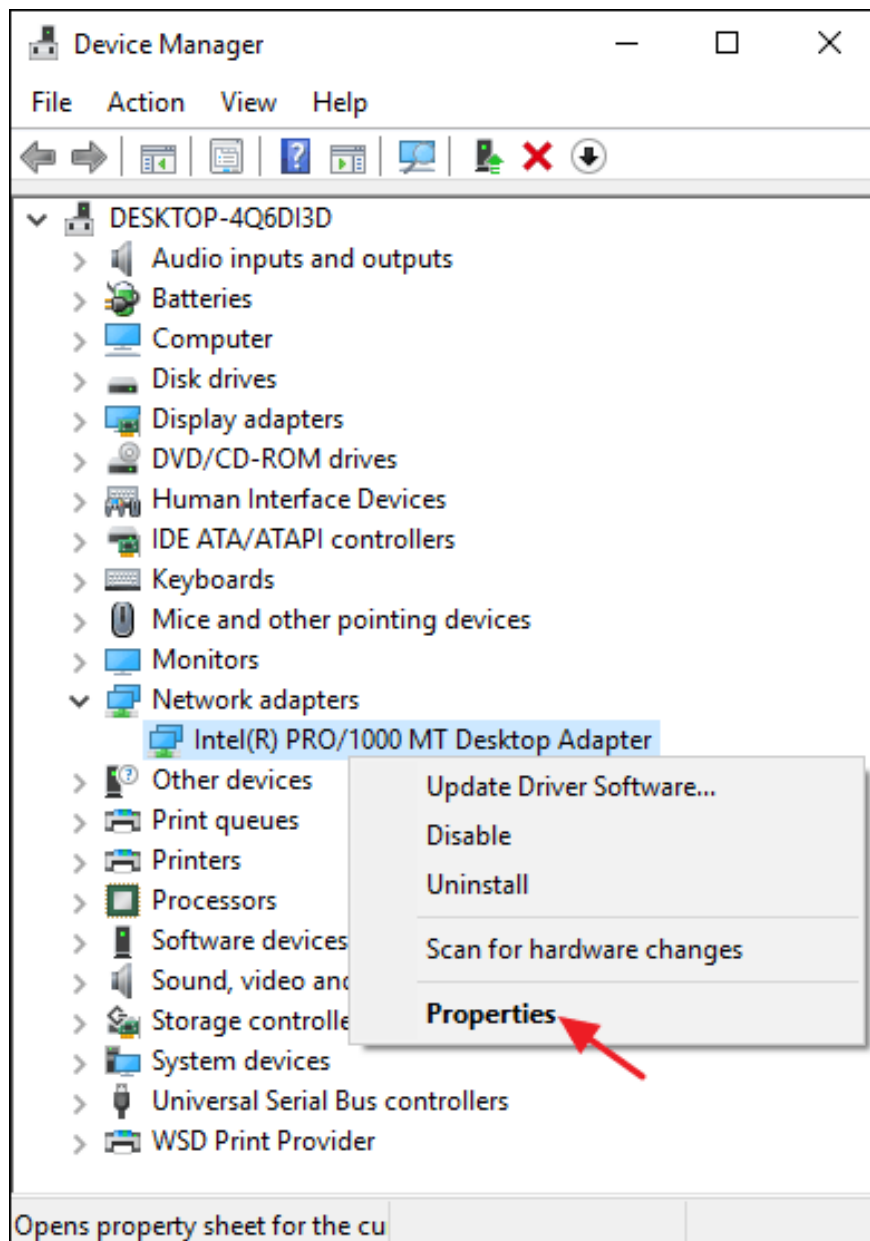 Device Manager
File Action View Help
DESKTOP-4Q6DI3D
Audio inputs and outputs
Batteries
Computer
Disk drives
Display adapters
DVD/CD-ROM drives
Human Interface Devices
IDE ATA/ATAPI controllers
Keyboards
Mice and other pointing devices
Monitors
Network adapters
Intel(R) PRO/1000 MT Desktop Adapter
Other devices
Print queues
Printers
Processors
Software devices
Sound, video and
Storage controlle
System devices
Universal Serial Bus controllers
WSD Print Provider
Update Driver Software...
Disable
Uninstall
Scan for hardware changes
Properties
Opens property sheet for the cu